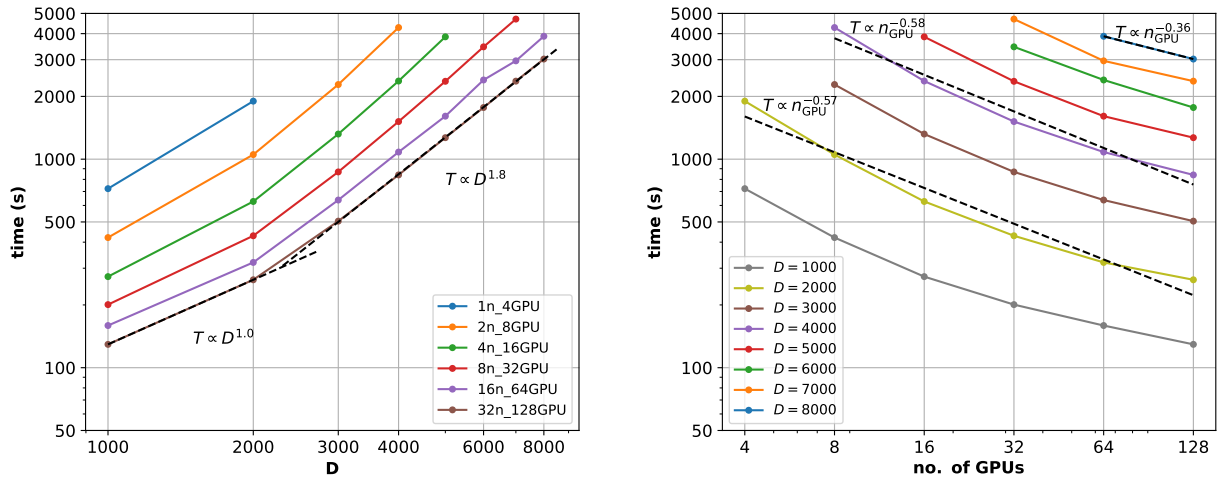 5000
4000
3000
2000
1000
500
100
50
time (s)
T ∝ D^1.8
T ∝ D^1.0
1n_4GPU
2n_8GPU
4n_16GPU
8n_32GPU
16n_64GPU
32n_128GPU
1000 2000 3000 4000 6000 8000
D
5000
4000
3000
2000
1000
500
100
50
time (s)
T ∝ n_GPU^−0.58
T ∝ n_GPU^−0.36
T ∝ n_GPU^−0.57
D = 1000
D = 2000
D = 3000
D = 4000
D = 5000
D = 6000
D = 7000
D = 8000
4 8 16 32 64 128
no. of GPUs